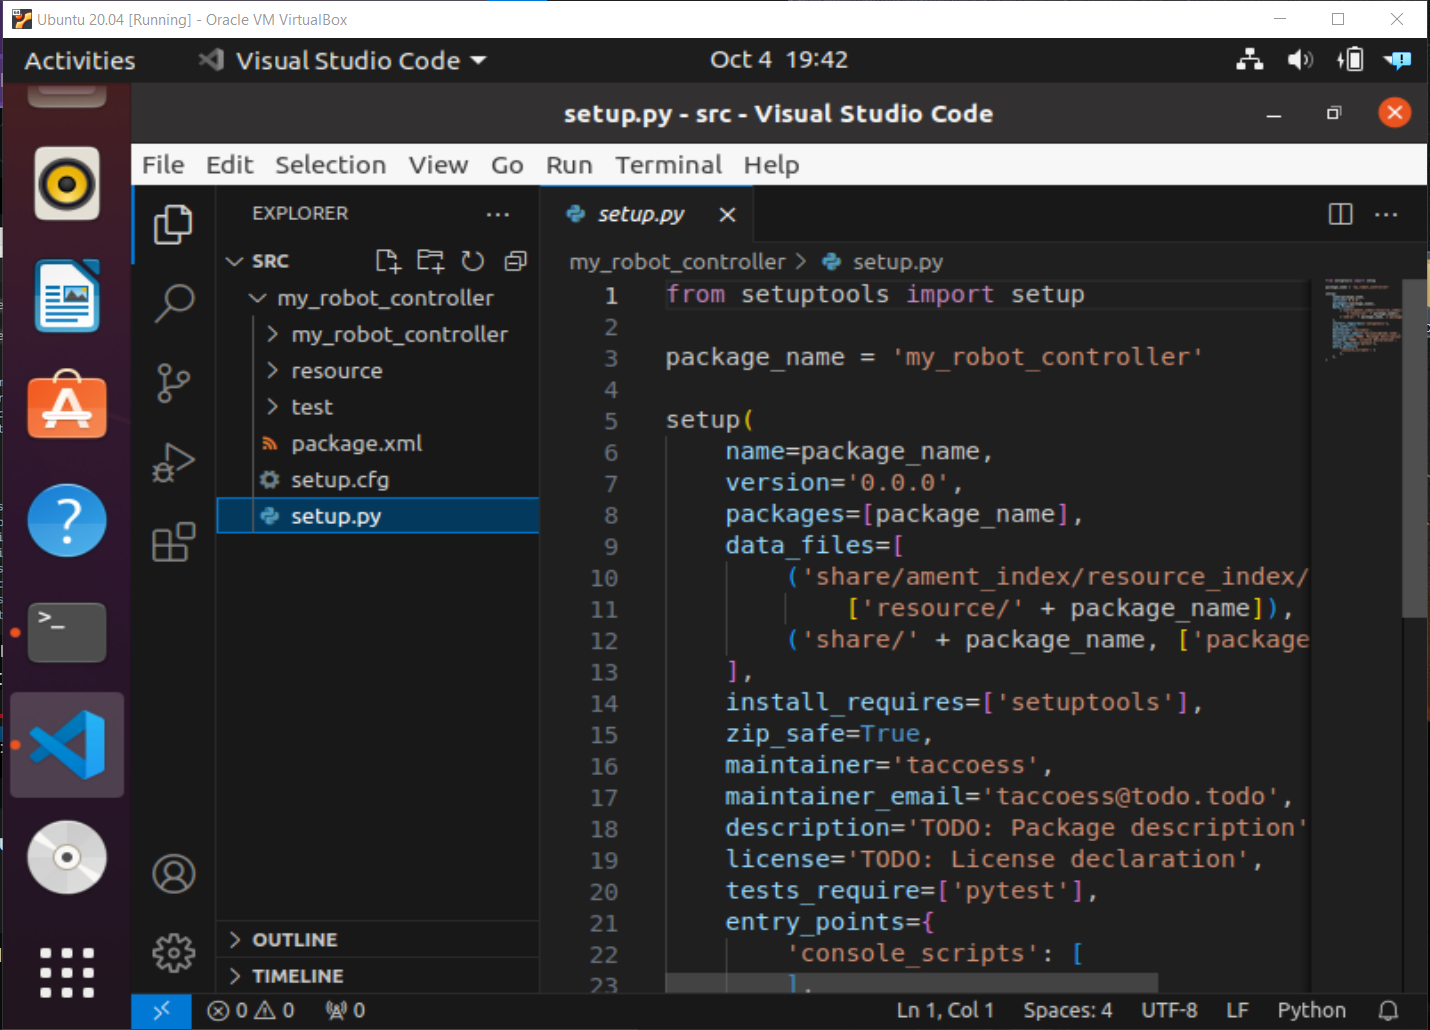 Ubuntu 20.04 [Running] - Oracle VM VirtualBox
Activities
Visual Studio Code
Oct 4 19:42
setup.py - src - Visual Studio Code
File Edit Selection View Go Run Terminal Help
EXPLORER
SRC
my_robot_controller
my_robot_controller
resource
test
package.xml
setup.cfg
setup.py
OUTLINE
TIMELINE
setup.py
my_robot_controller > setup.py
1 from setuptools import setup
2
3 package_name = 'my_robot_controller'
4
5 setup(
6 name=package_name,
7 version='0.0.0',
8 packages=[package_name],
9 data_files=[
10 ('share/ament_index/resource_index/
11 ['resource/' + package_name]),
12 ('share/' + package_name, ['package
13 ],
14 install_requires=['setuptools'],
15 zip_safe=True,
16 maintainer='taccoess',
17 maintainer_email='taccoess@todo.todo',
18 description='TODO: Package description'
19 license='TODO: License declaration',
20 tests_require=['pytest'],
21 entry_points={
22 'console_scripts': [
23 ],
0 0 0
Ln 1, Col 1 Spaces: 4 UTF-8 LF Python